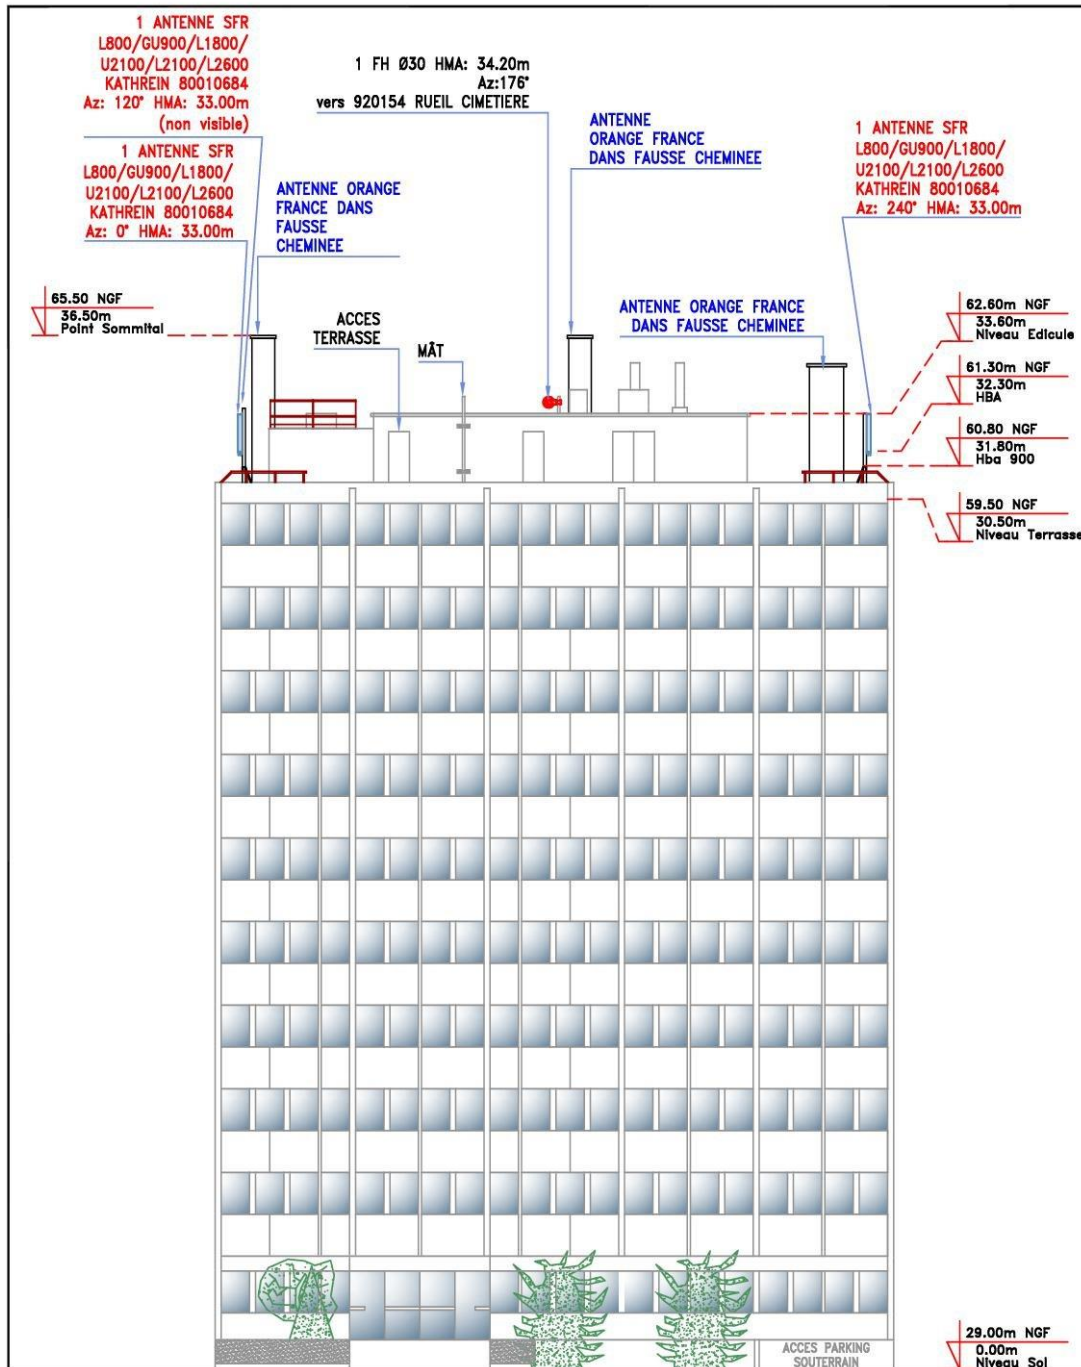 1 ANTENNE SFR
L800/GU900/L1800/
U2100/L2100/L2600
KATHREIN 80010684
Az: 120° HMA: 33.00m
(non visible)
1 ANTENNE SFR
L800/GU900/L1800/
U2100/L2100/L2600
KATHREIN 80010684
Az: 0° HMA: 33.00m
ANTENNE ORANGE
FRANCE DANS
FAUSSE
CHEMINEE
1 FH Ø30 HMA: 34.20m
Az:176°
vers 920154 RUEIL CIMETIERE
ANTENNE
ORANGE FRANCE
DANS FAUSSE CHEMINEE
1 ANTENNE SFR
L800/GU900/L1800/
U2100/L2100/L2600
KATHREIN 80010684
Az: 240° HMA: 33.00m
65.50 NGF
36.50m
Point Sommital
ACCES
TERRASSE
MÂT
ANTENNE ORANGE FRANCE
DANS FAUSSE CHEMINEE
62.60m NGF
33.60m
Niveau Edicule
61.30m NGF
32.30m
HBA
60.80 NGF
31.80m
Hba 900
59.50 NGF
30.50m
Niveau Terrasse
ACCES PARKING
SOUTERRAIN
29.00m NGF
0.00m
Niveau Sol